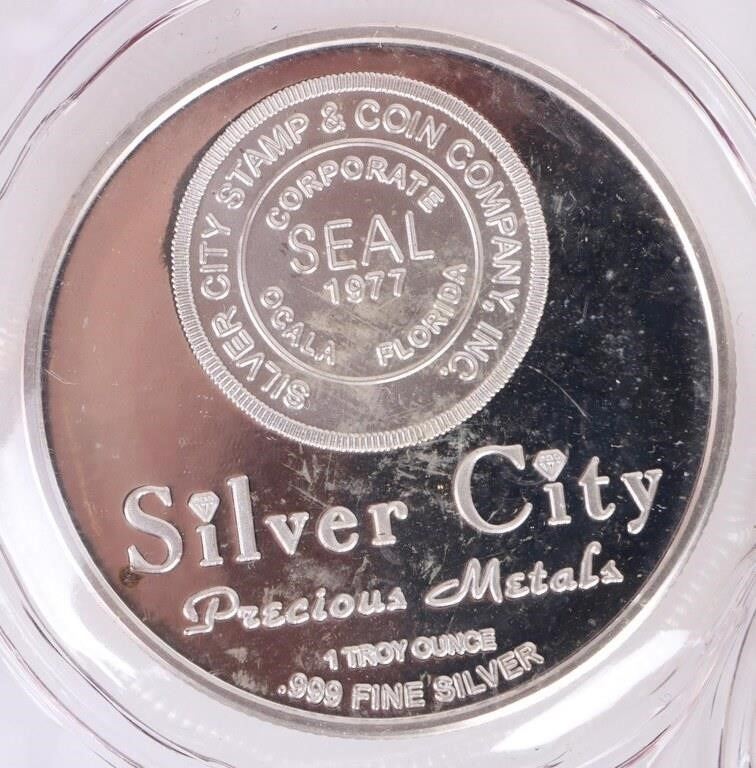 SILVER CITY STAMP & COIN COMPANY, INC.
CORPORATE
SEAL
1977
OCALA FLORIDA
Silver City
Precious Metals
1 TROY OUNCE
.999 FINE SILVER